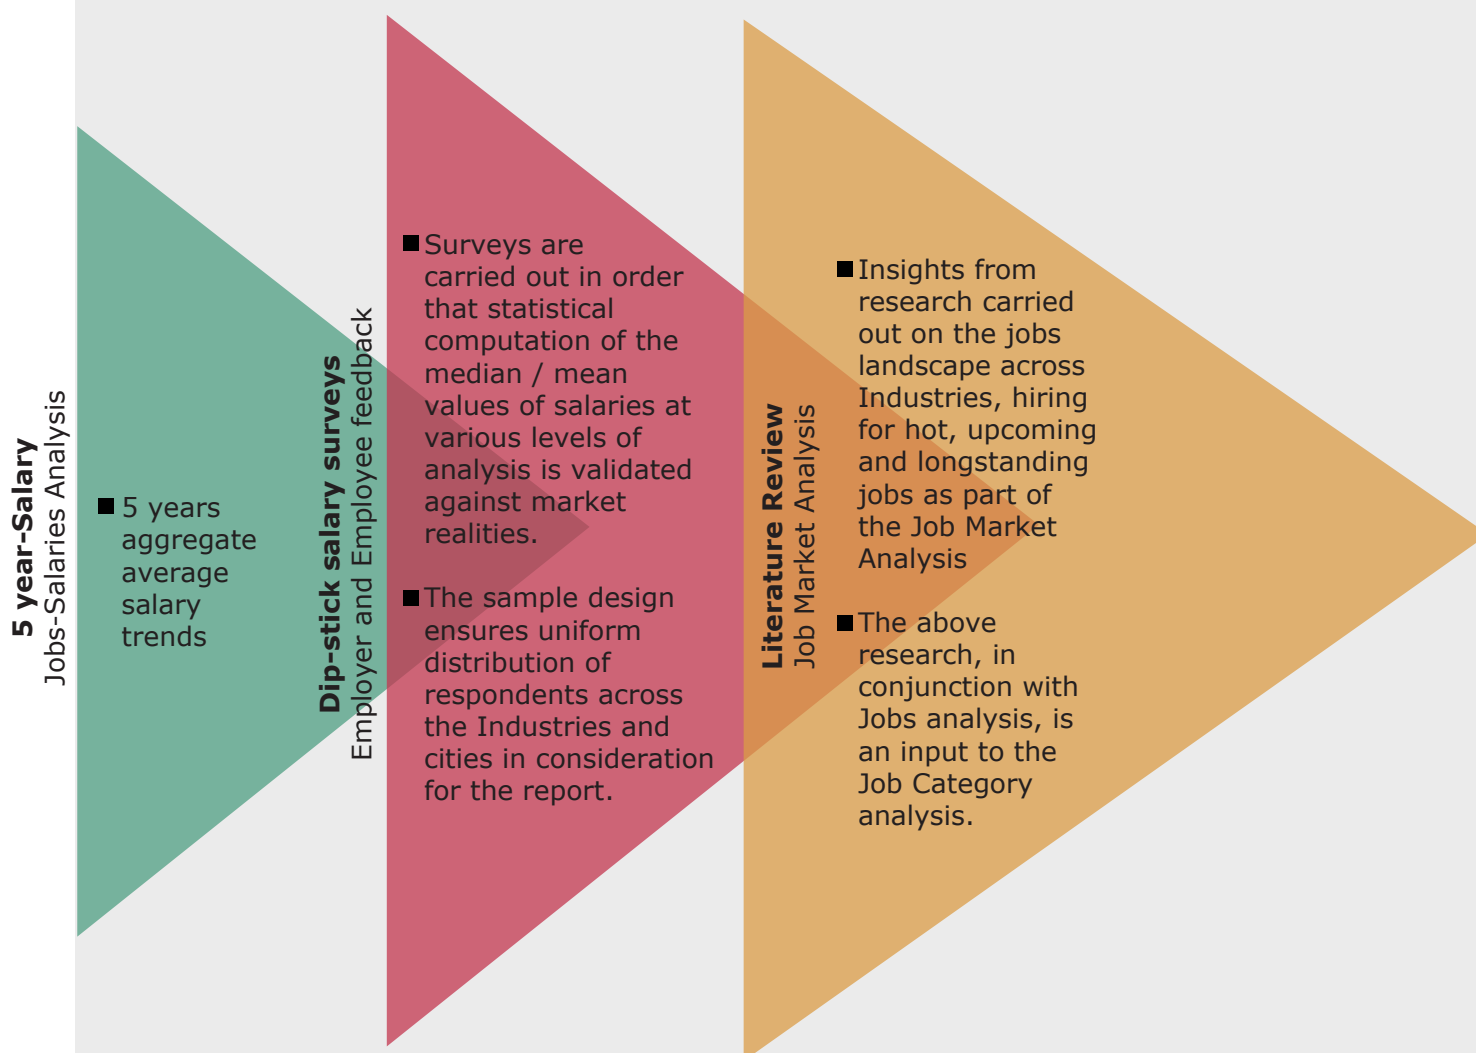 5 year-Salary
Jobs-Salaries Analysis
5 years
aggregate
average
salary
trends
Dip-stick salary surveys
Employer and Employee feedback
Surveys are
carried out in order
that statistical
computation of the
median / mean
values of salaries at
various levels of
analysis is validated
against market
realities.
The sample design
ensures uniform
distribution of
respondents across
the Industries and
cities in consideration
for the report.
Literature Review
Job Market Analysis
Insights from
research carried
out on the jobs
landscape across
Industries, hiring
for hot, upcoming
and longstanding
jobs as part of
the Job Market
Analysis
The above
research, in
conjunction with
Jobs analysis, is
an input to the
Job Category
analysis.